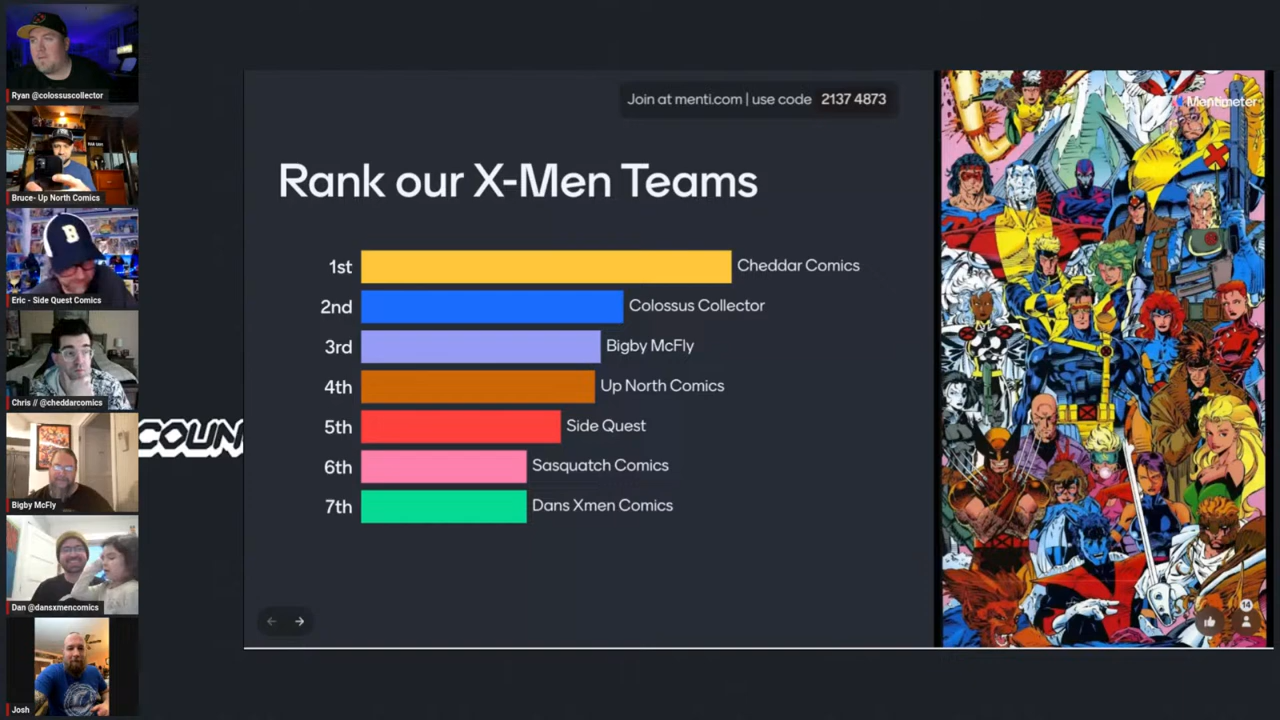 Ryan @colossuscollector
Bruce- Up North Comics
Eric - Side Quest Comics
Chris // @cheddarcomics
Bigby McFly
Dan @dansxmencomics
Josh
COUN
Join at menti.com | use code 2137 4873
Mentimeter
Rank our X-Men Teams
1st Cheddar Comics
2nd Colossus Collector
3rd Bigby McFly
4th Up North Comics
5th Side Quest
6th Sasquatch Comics
7th Dans Xmen Comics
14